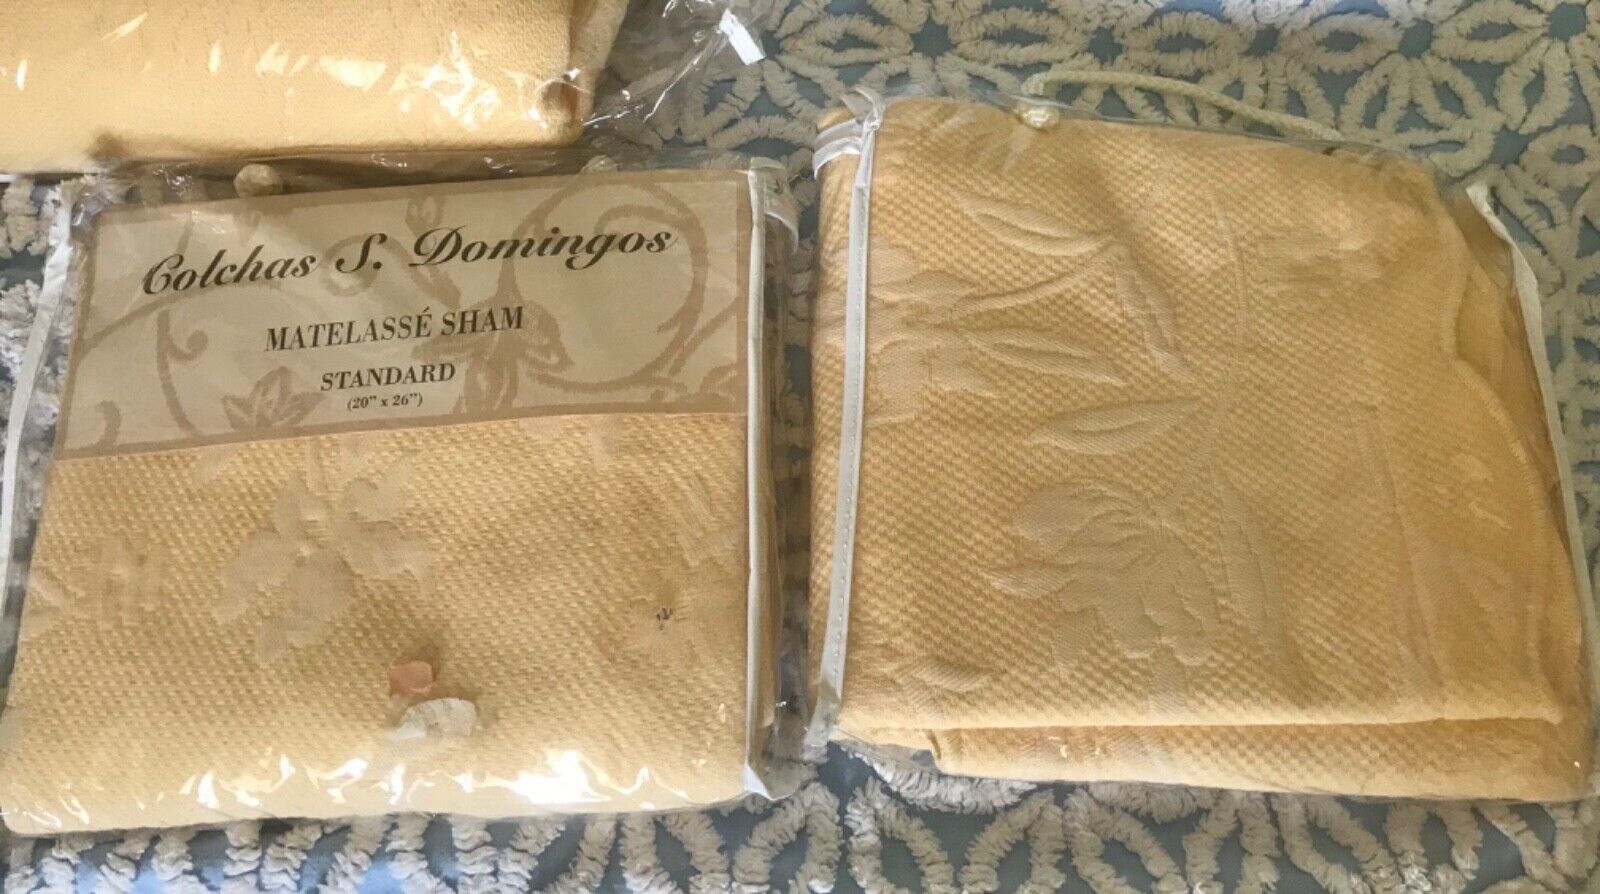 Colchas S. Domingos
MATELASSÉ SHAM
STANDARD
(20" x 26")